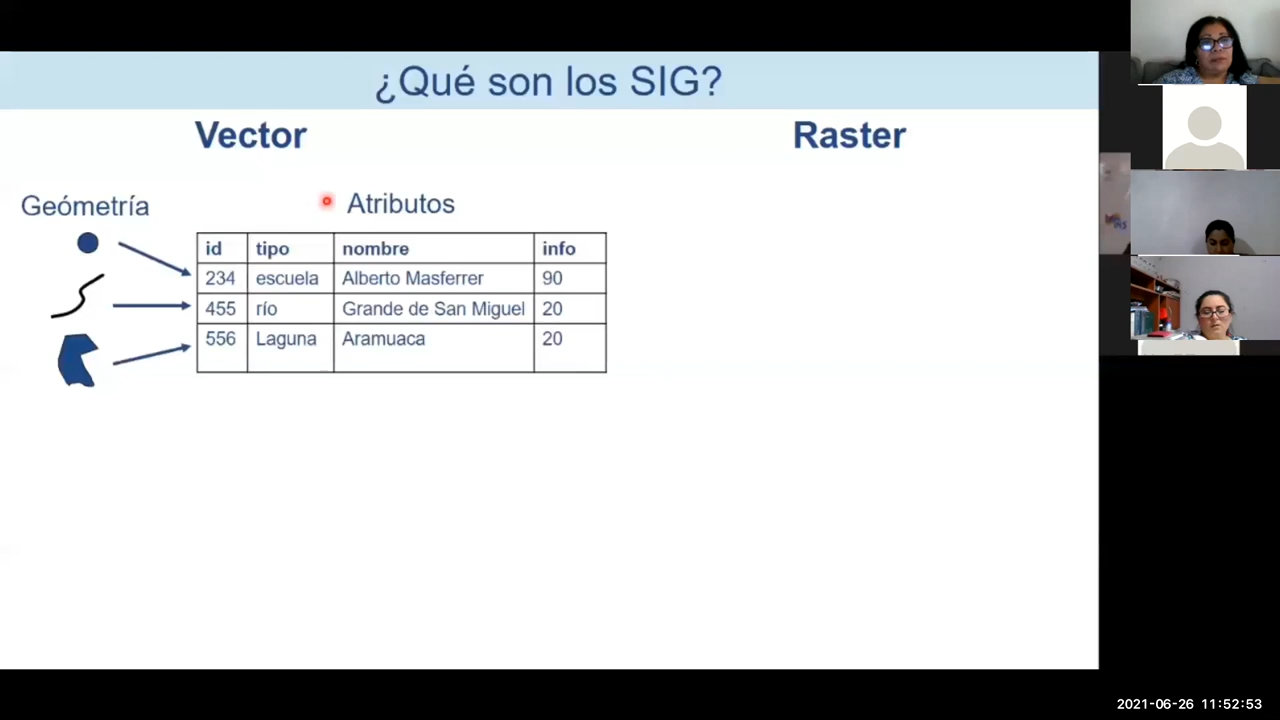 ¿Qué son los SIG?
Vector
Raster
Geómetría
Atributos
id tipo nombre info
234 escuela Alberto Masferrer 90
455 río Grande de San Miguel 20
556 Laguna Aramuaca 20
2021-06-26 11:52:53